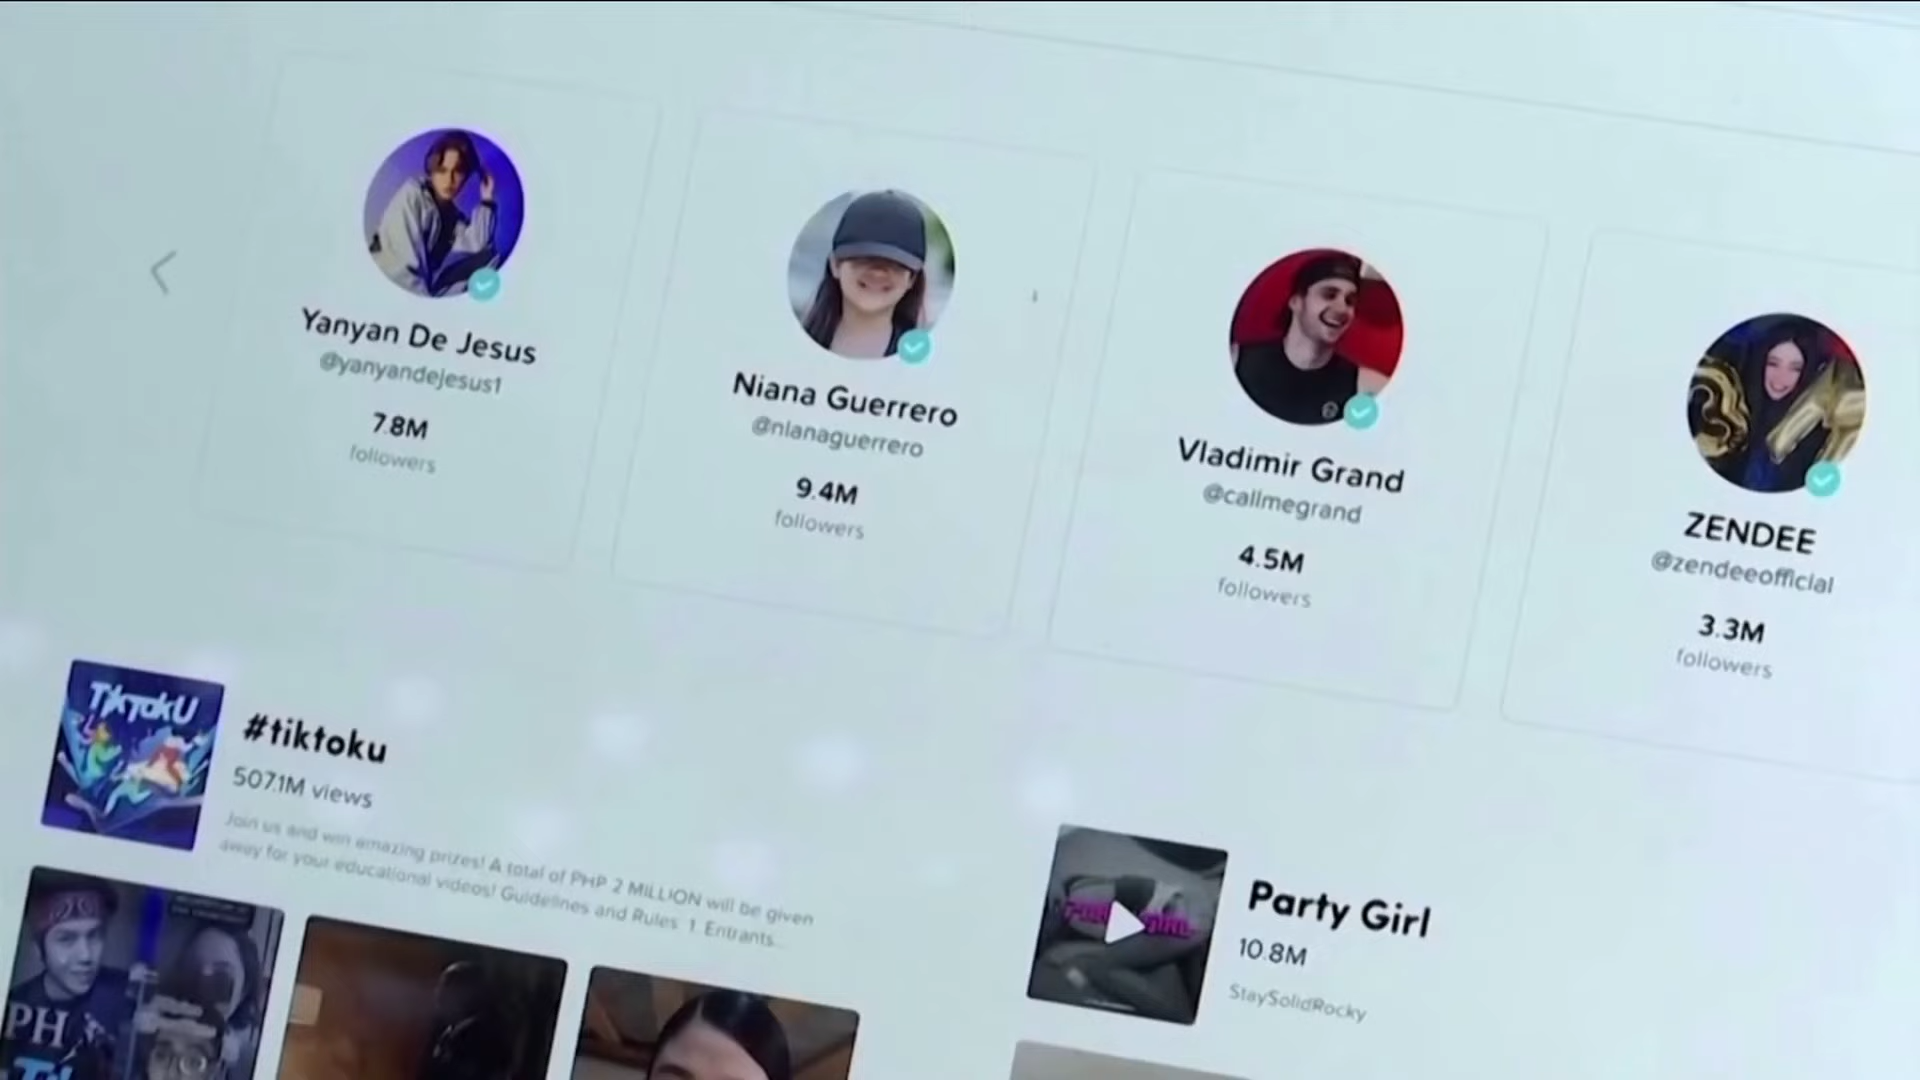 Yanyan De Jesus
@yanyandejesus1
7.8M
followers
Niana Guerrero
@nianaguerrero
9.4M
followers
Vladimir Grand
@callmegrand
4.5M
followers
ZENDEE
@zendeeofficial
3.3M
followers
TikTokU
#tiktoku
507.1M views
Join us and win amazing prizes! A total of PHP 2 MILLION will be given
away for your educational videos! Guidelines and Rules 1. Entrants...
Party Girl
10.8M
StaySolidRocky
PH